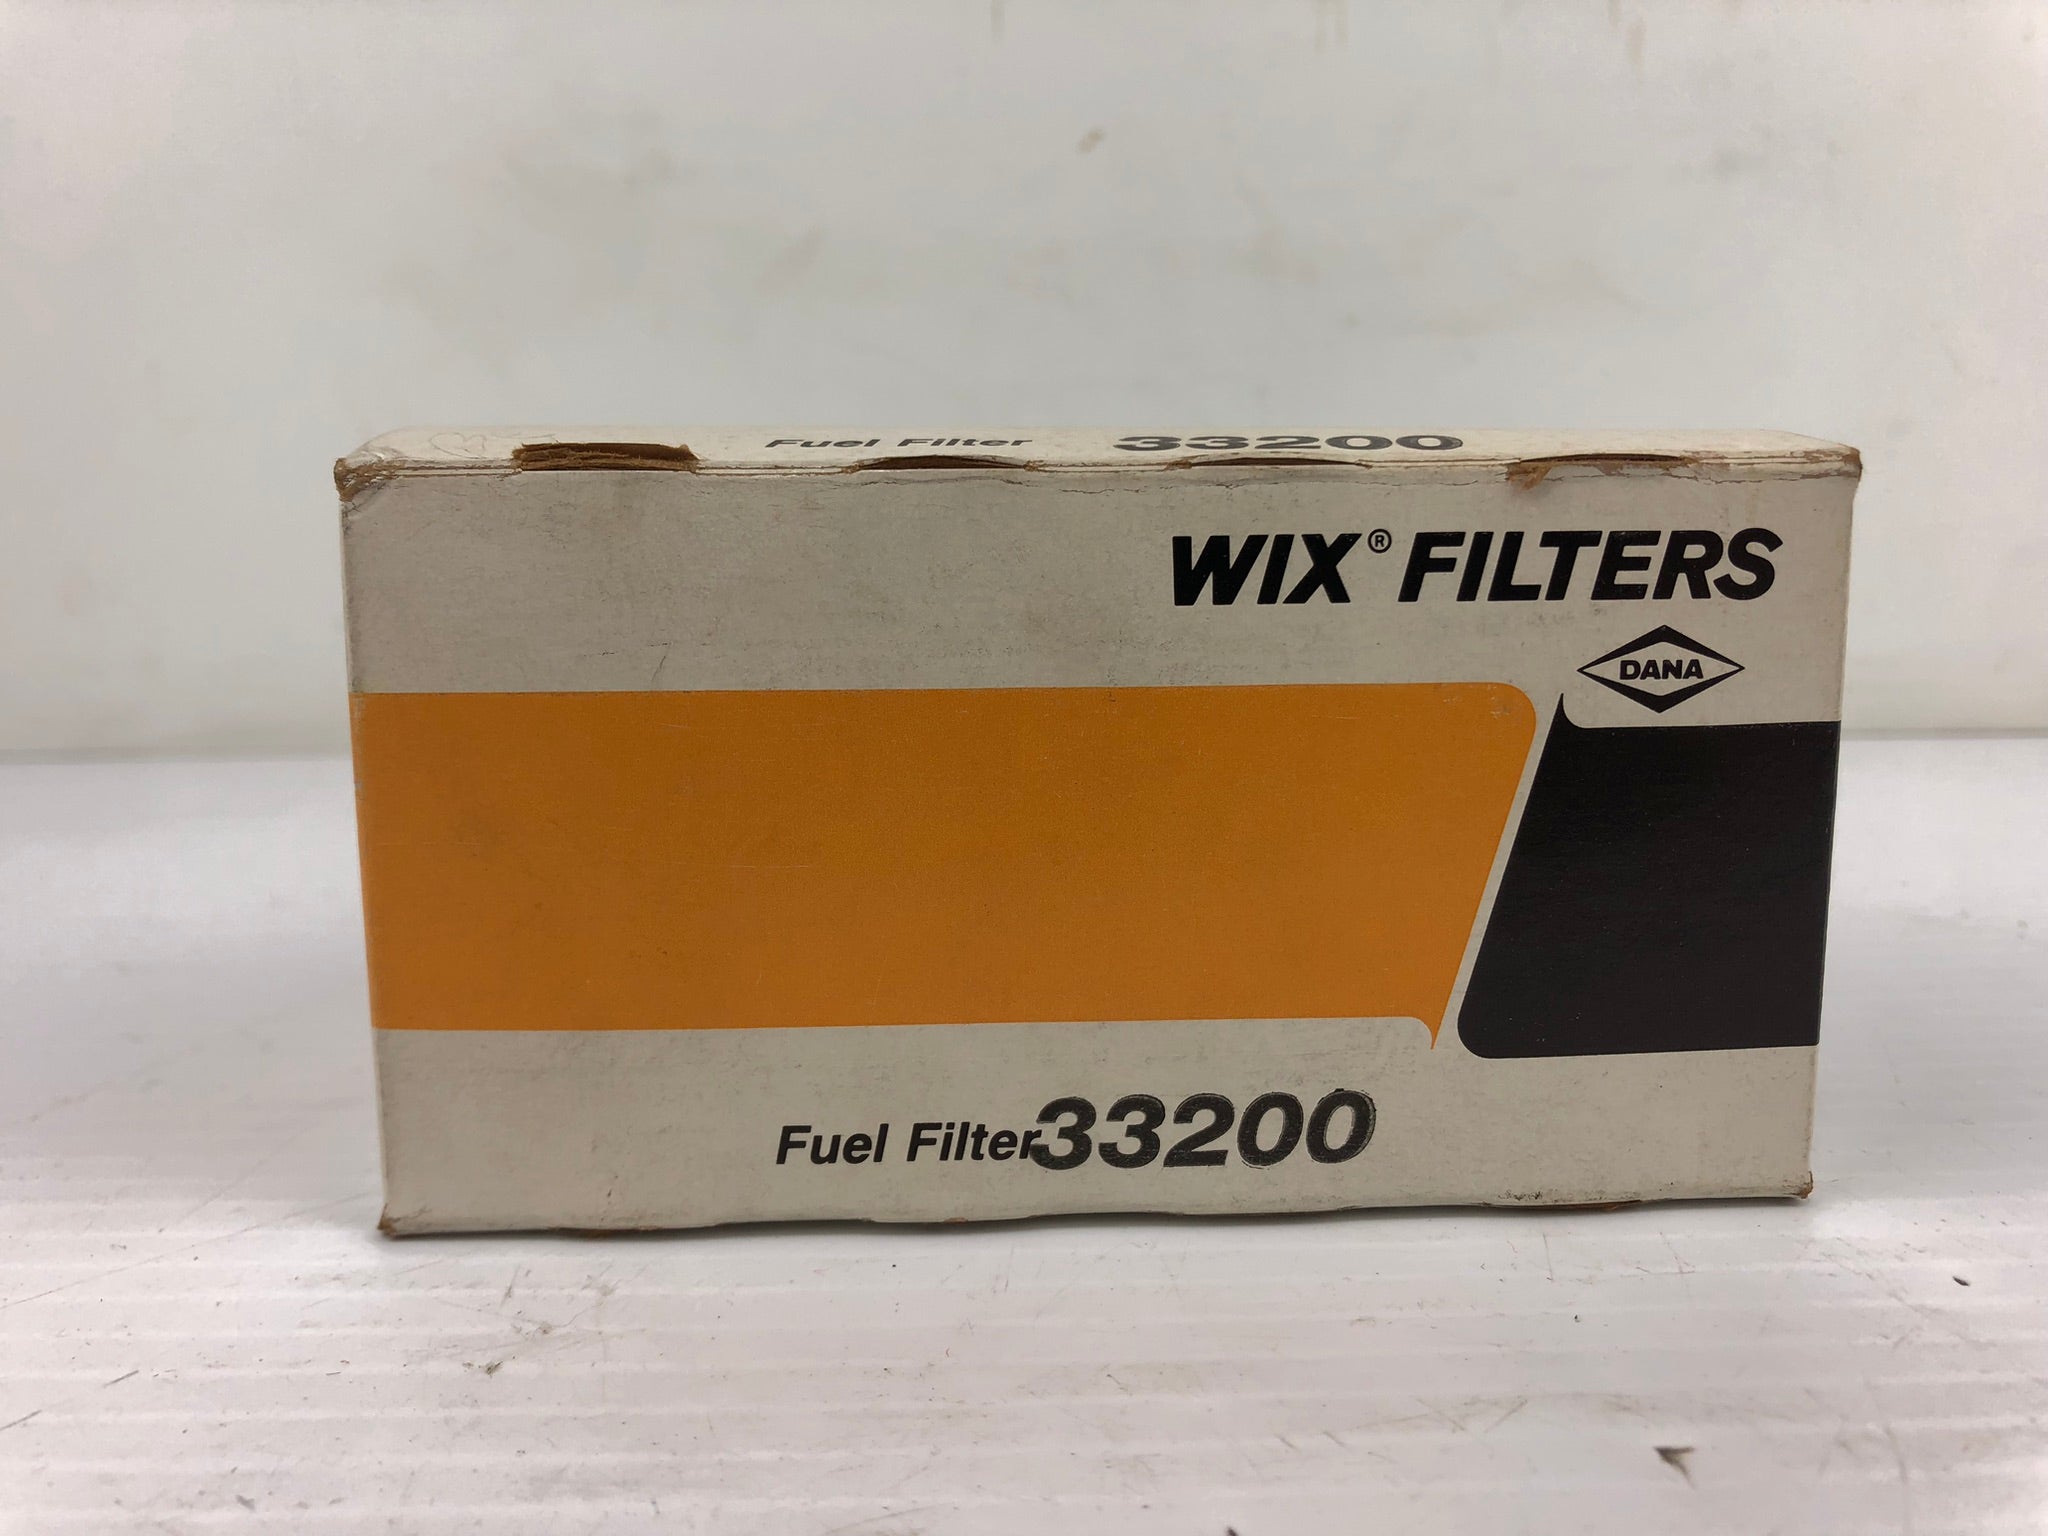 Fuel Filter 33200
WIX® FILTERS
DANA
Fuel Filter 33200